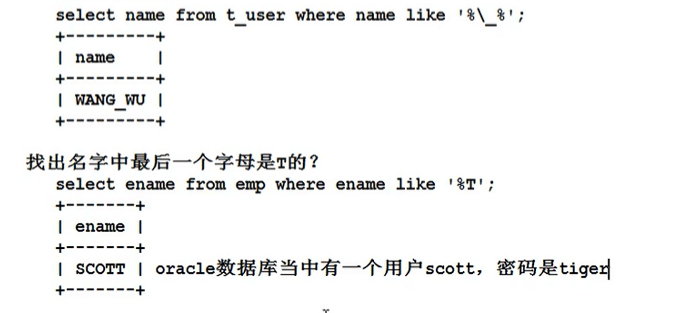 select name from t_user where name like '%\_%';
+---------+
| name    |
+---------+
| WANG_WU |
+---------+
找出名字中最后一个字母是T的？
select ename from emp where ename like '%T';
+-------+
| ename |
+-------+
| SCOTT | oracle数据库当中有一个用户scott，密码是tiger
+-------+